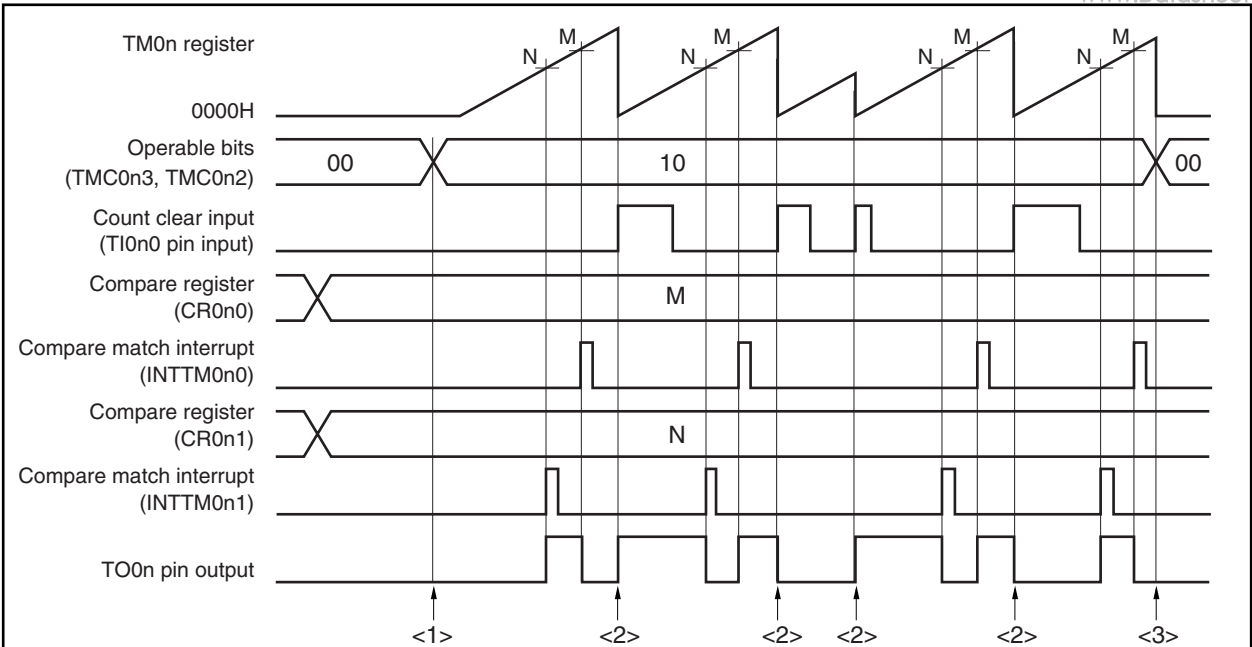 TM0n register
N M N M N M N M
0000H
Operable bits
(TMC0n3, TMC0n2)
00 10 00
Count clear input
(TI0n0 pin input)
Compare register
(CR0n0)
M
Compare match interrupt
(INTTM0n0)
Compare register
(CR0n1)
N
Compare match interrupt
(INTTM0n1)
TO0n pin output
<1> <2> <2> <2> <2> <3>